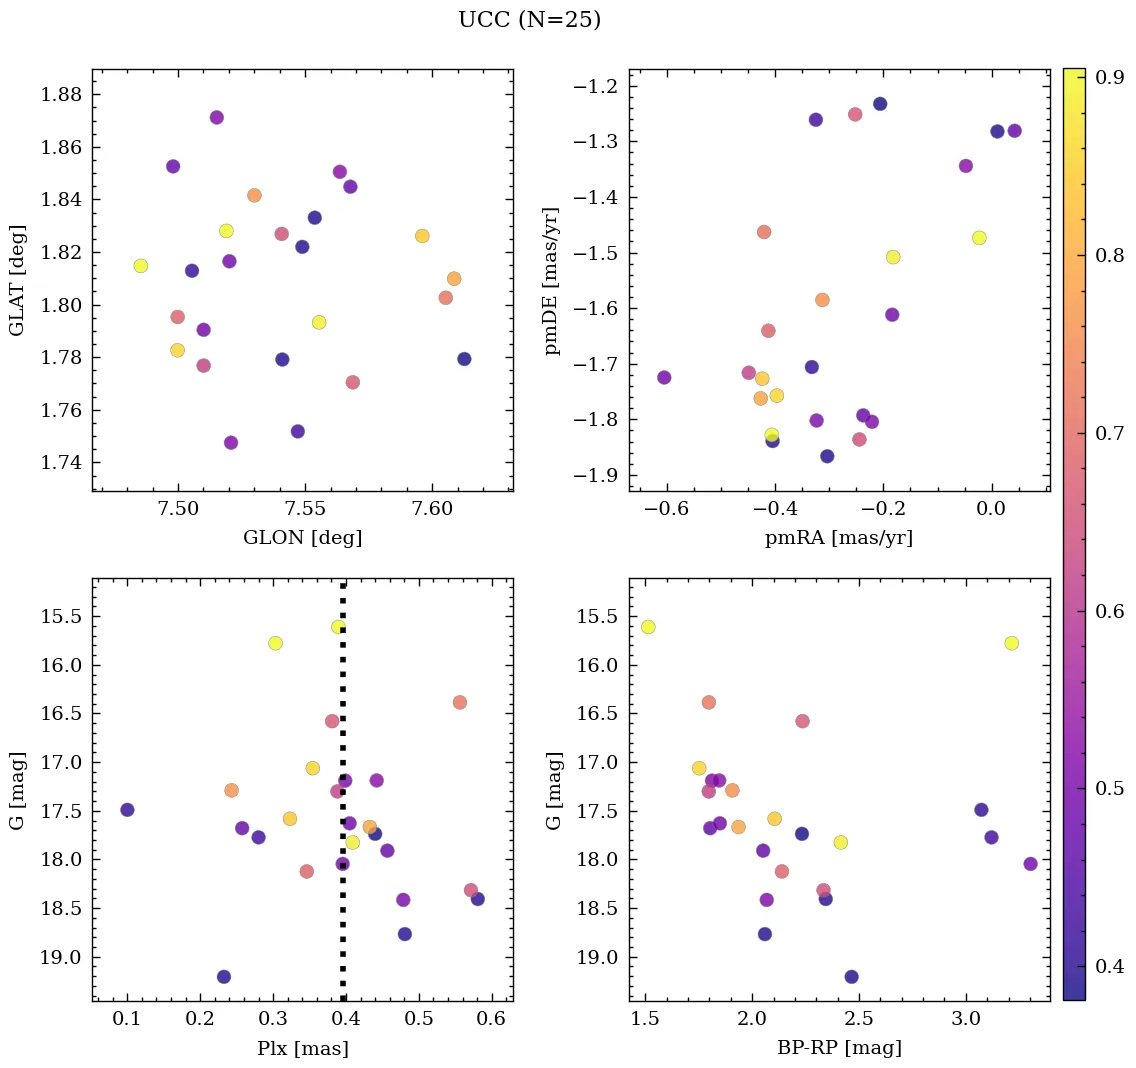 UCC (N=25)
1.88
1.86
1.84
1.82
1.80
1.78
1.76
1.74
GLAT [deg]
7.50 7.55 7.60
GLON [deg]
−1.2
−1.3
−1.4
−1.5
−1.6
−1.7
−1.8
−1.9
pmDE [mas/yr]
−0.6 −0.4 −0.2 0.0
pmRA [mas/yr]
0.9
0.8
0.7
0.6
0.5
0.4
15.5
16.0
16.5
17.0
17.5
18.0
18.5
19.0
G [mag]
0.1 0.2 0.3 0.4 0.5 0.6
Plx [mas]
15.5
16.0
16.5
17.0
17.5
18.0
18.5
19.0
G [mag]
1.5 2.0 2.5 3.0
BP-RP [mag]